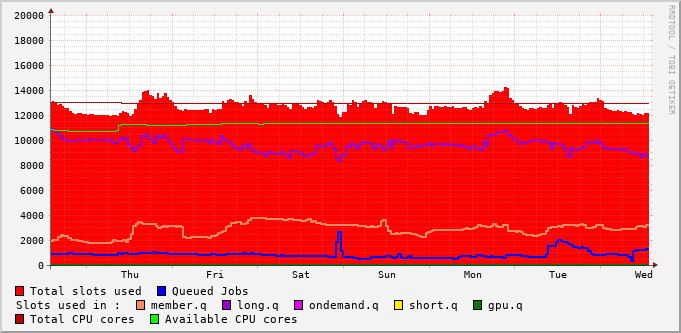 20000
18000
16000
14000
12000
10000
8000
6000
4000
2000
0
Thu Fri Sat Sun Mon Tue Wed
RRDTOOL / TOBI OETIKER
Total slots used Queued Jobs
Slots used in : member.q long.q ondemand.q short.q gpu.q
Total CPU cores Available CPU cores